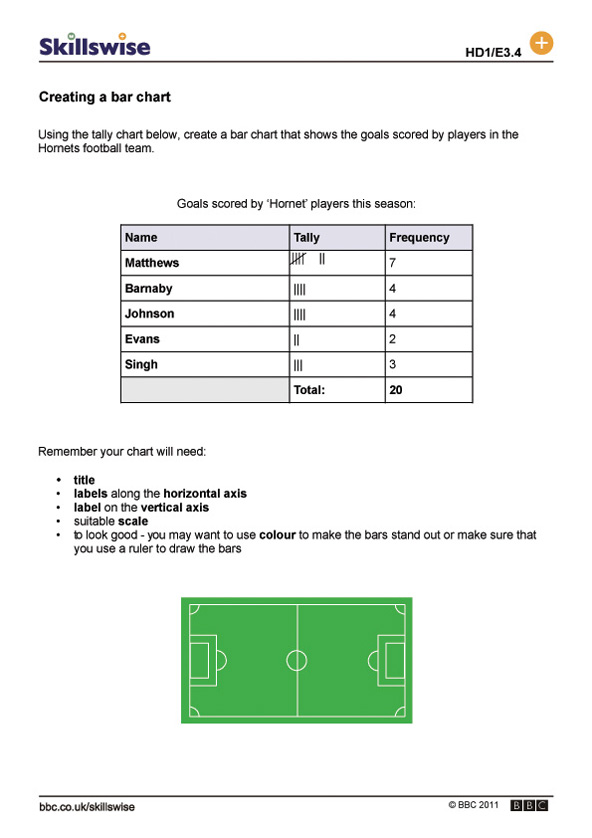 Skillswise
HD1/E3.4
Creating a bar chart
Using the tally chart below, create a bar chart that shows the goals scored by players in the
Hornets football team.
Goals scored by ‘Hornet’ players this season:
Name Tally Frequency
Matthews 7
Barnaby 4
Johnson 4
Evans 2
Singh 3
Total: 20
Remember your chart will need:
• title
• labels along the horizontal axis
• label on the vertical axis
• suitable scale
• to look good - you may want to use colour to make the bars stand out or make sure that
you use a ruler to draw the bars
bbc.co.uk/skillswise
© BBC 2011 BBC